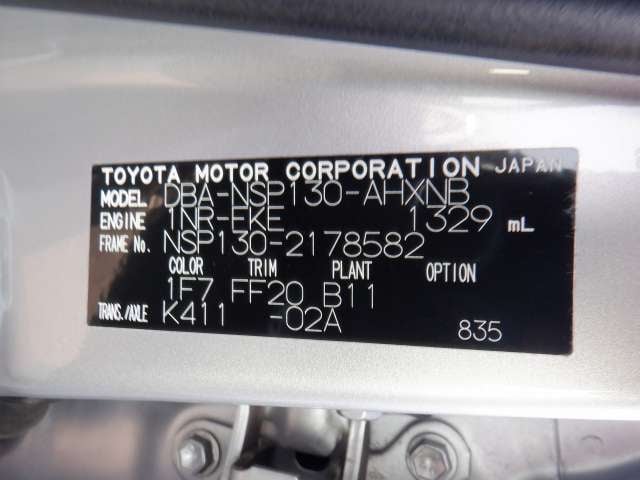 TOYOTA MOTOR CORPORATION JAPAN
MODEL DBA-NSP130-AHXNB
ENGINE 1NR-EKE 1329 mL
FRAME No. NSP130-2178582
COLOR TRIM PLANT OPTION
1F7 FF20 B11
TRANS./AXLE K411 -02A 835